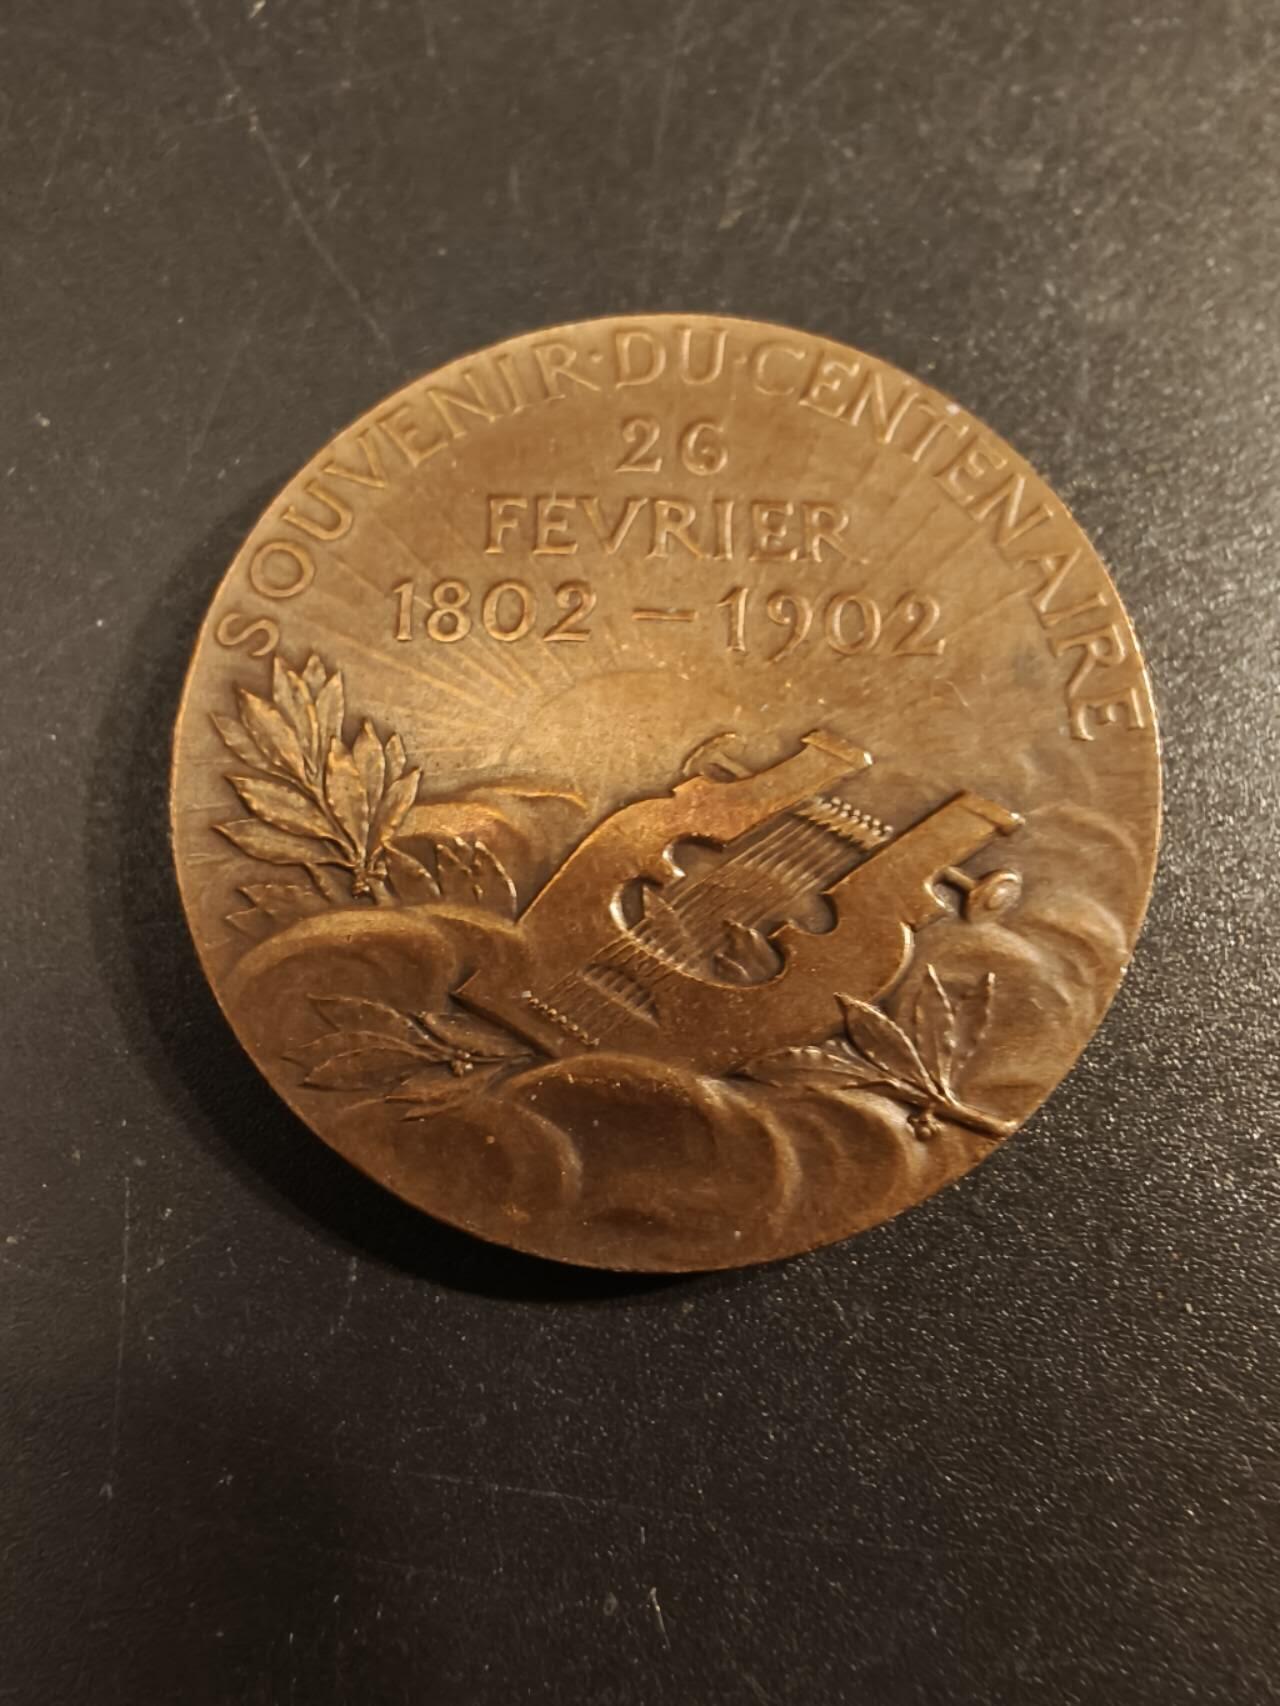 SOUVENIR·DU·CENTENAIRE
26
FEVRIER
1802 – 1902